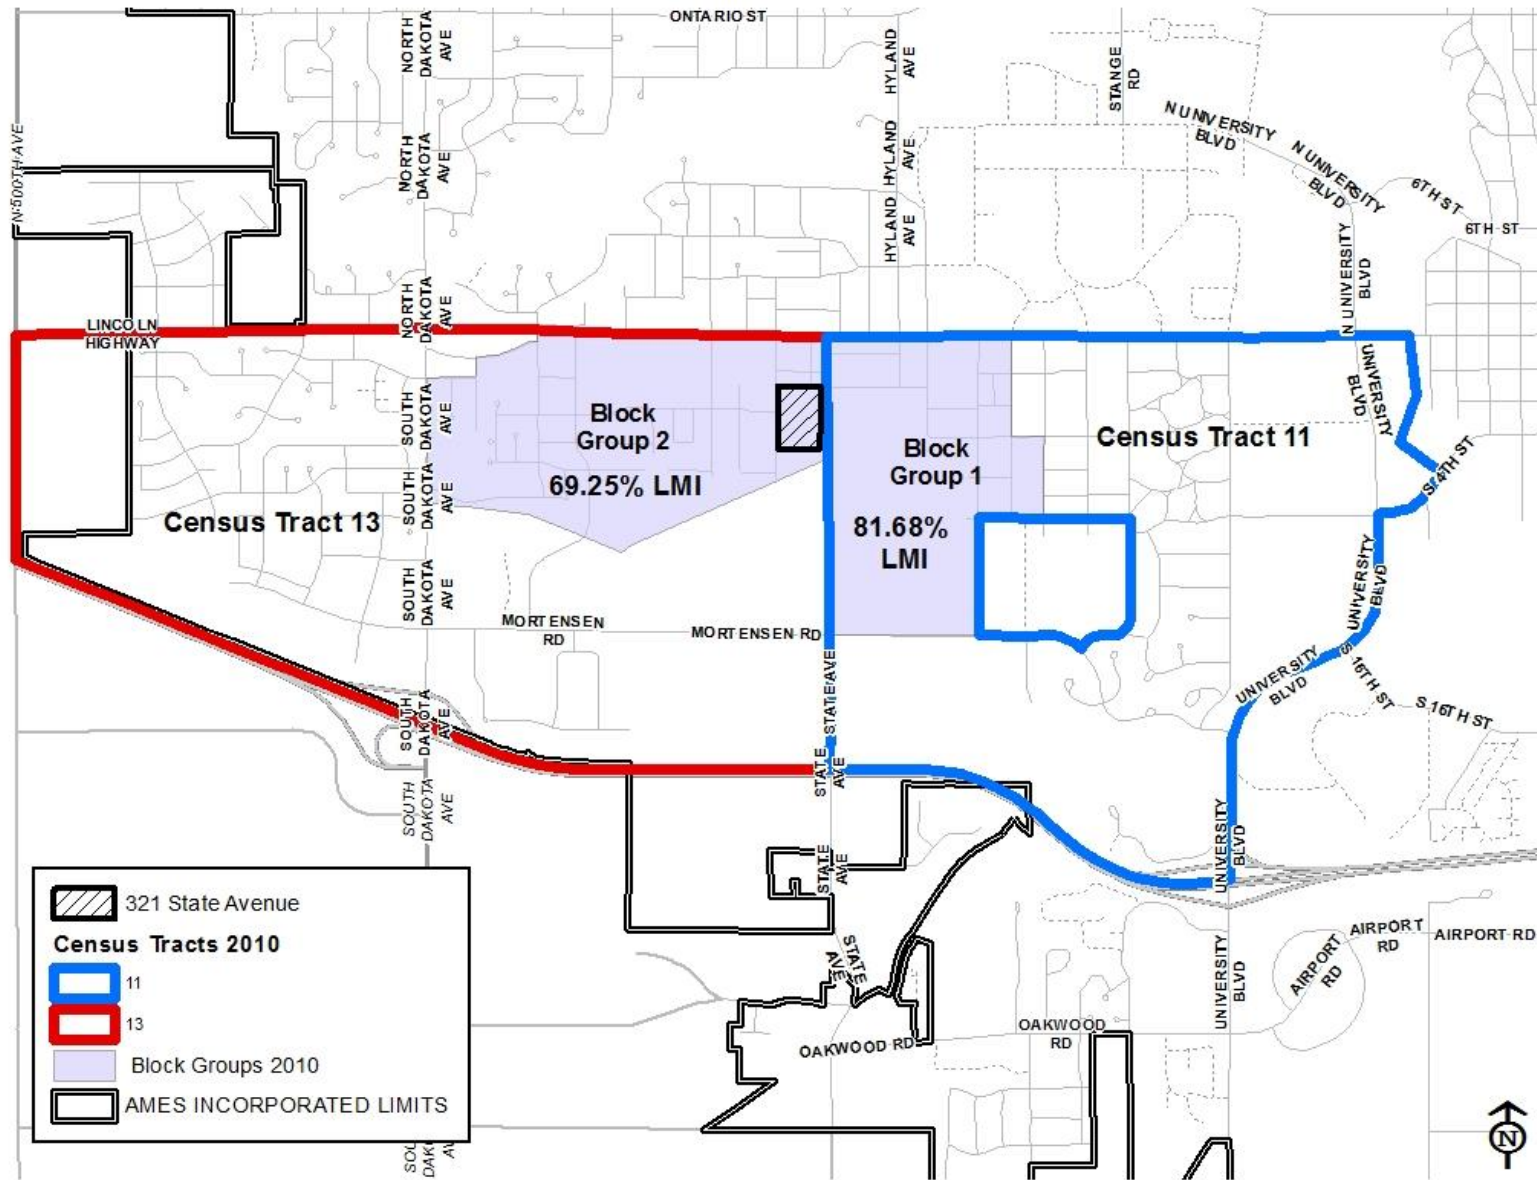 ONTARIO ST
NORTH
DAKOTA
AVE
HYLAND
AVE
STANGE
RD
N UNIVERSITY
BLVD
N UNIVERSITY
BLVD
6TH ST
6TH ST
N 500TH AVE
NORTH
DAKOTA
AVE
HYLAND
AVE
HYLAND
AVE
N UNIVERSITY
BLVD
LINCOLN
HIGHWAY
NORTH
DAKOTA
AVE
UNIVERSITY
BLVD
SOUTH
DAKOTA
AVE
Block
Group 2
69.25% LMI
Block
Group 1
81.68%
LMI
Census Tract 11
S 4TH ST
Census Tract 13
SOUTH
DAKOTA
AVE
SOUTH
DAKOTA
AVE
UNIVERSITY
BLVD
MORTENSEN
RD
MORTENSEN RD
STATE AVE
UNIVERSITY
BLVD
S 16TH ST
S 16TH ST
SOUTH
DAKOTA
AVE
STATE
AVE
SOUTH
DAKOTA
AVE
STATE
AVE
UNIVERSITY
BLVD
STATE
AVE
UNIVERSITY
BLVD
AIRPORT
RD
AIRPORT
RD
AIRPORT RD
OAKWOOD RD
OAKWOOD
RD
321 State Avenue
Census Tracts 2010
11
13
Block Groups 2010
AMES INCORPORATED LIMITS
N